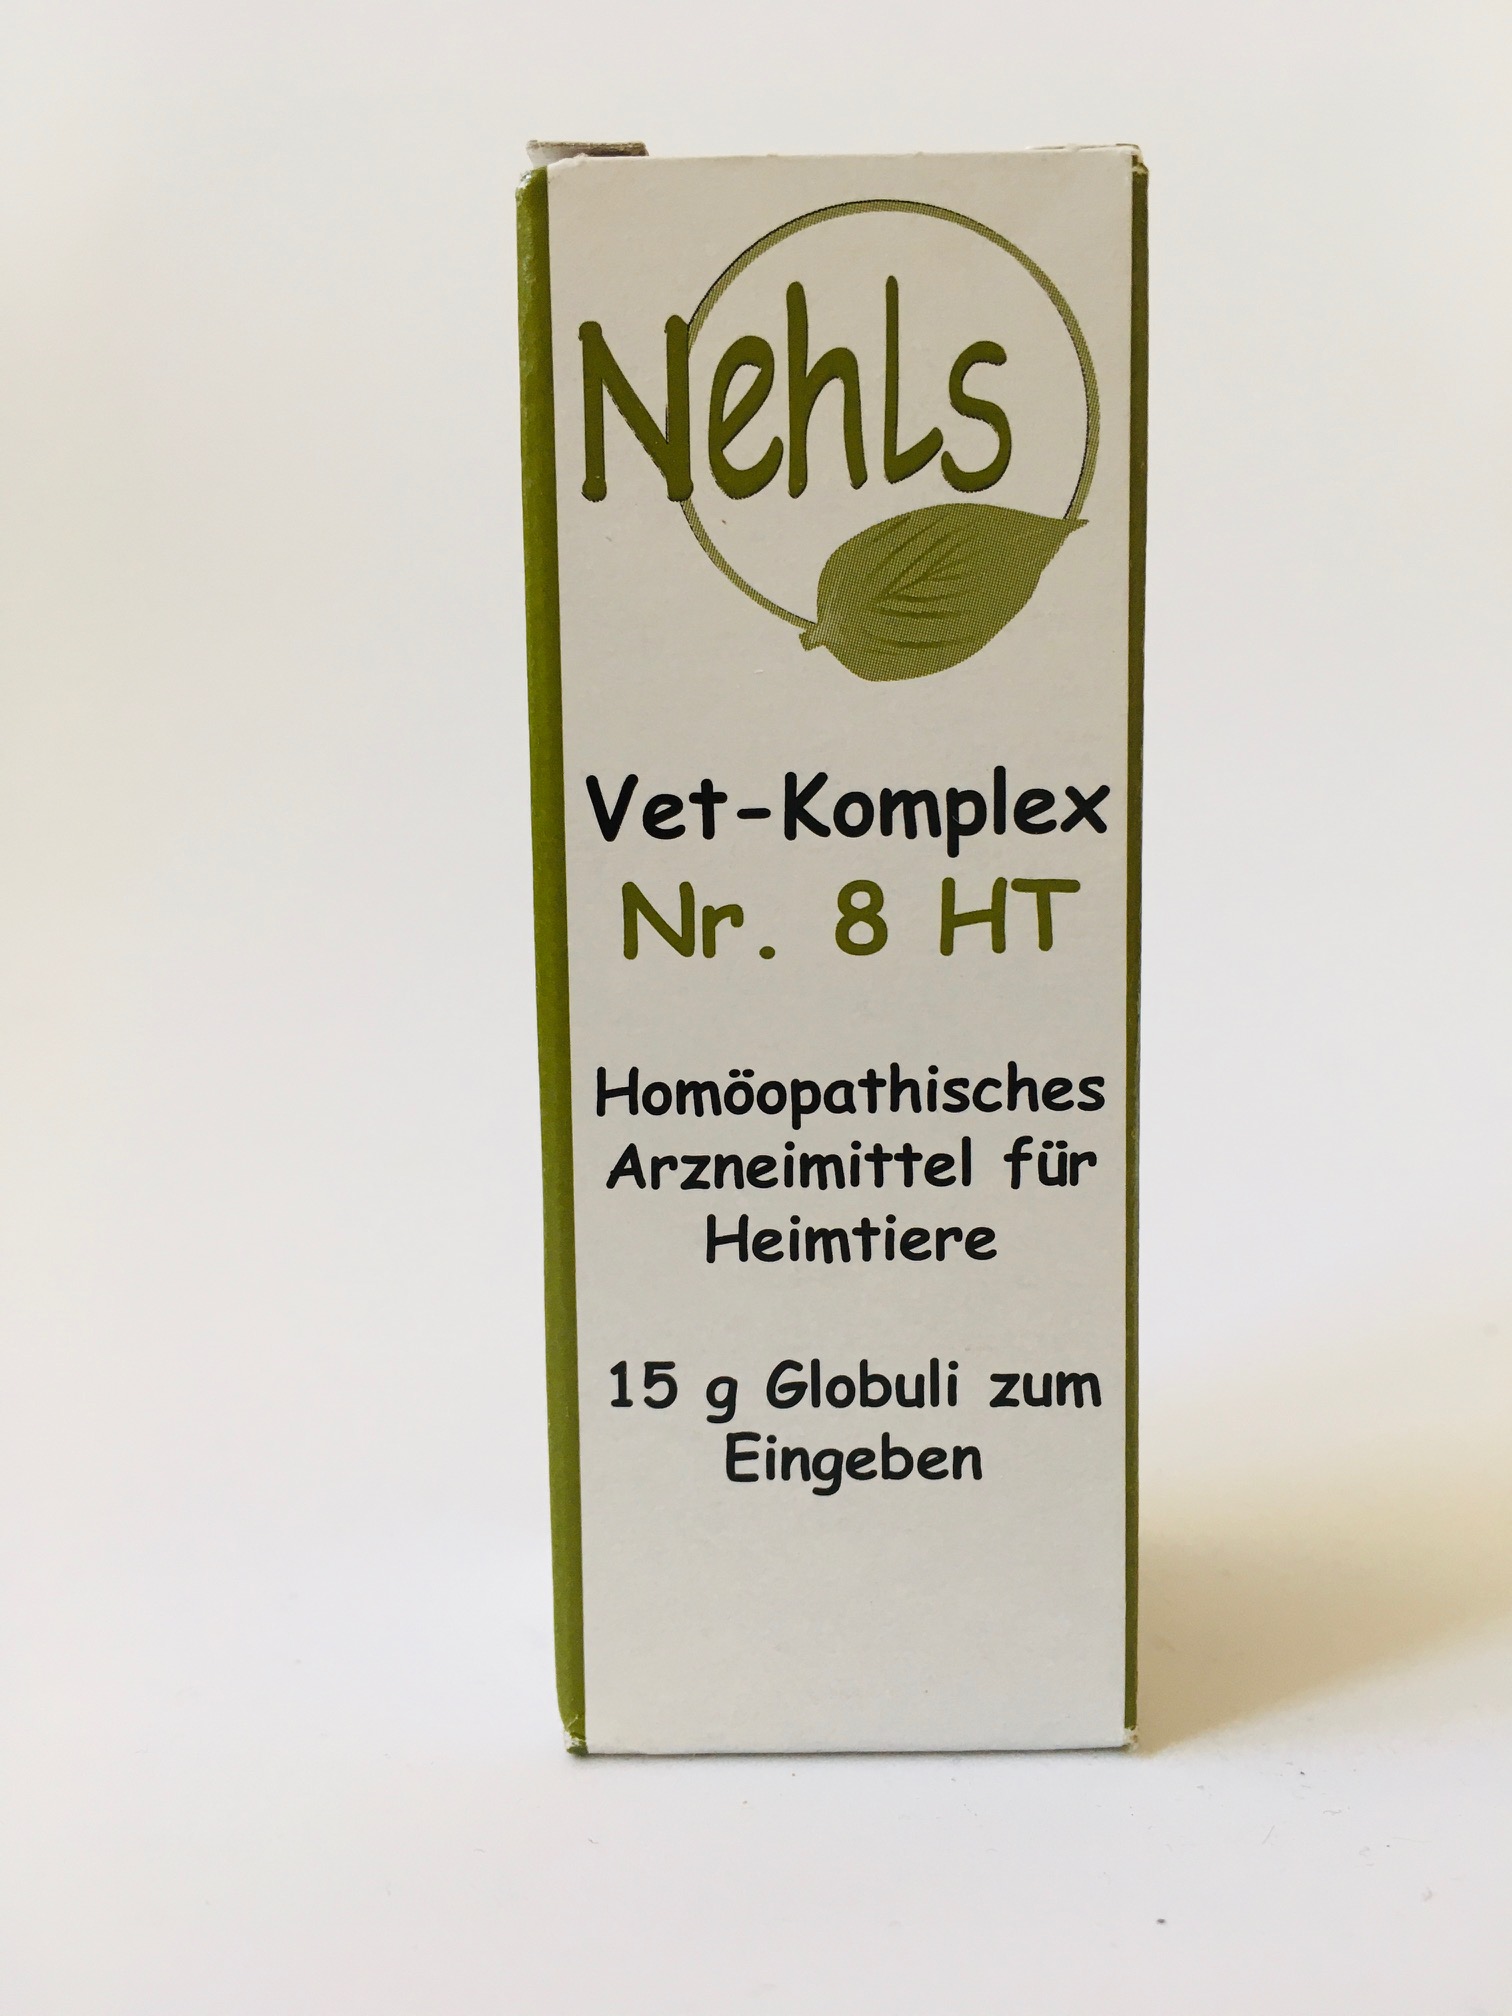 Nehls
Vet-Komplex
Nr. 8 HT
Homöopathisches
Arzneimittel für
Heimtiere
15 g Globuli zum
Eingeben